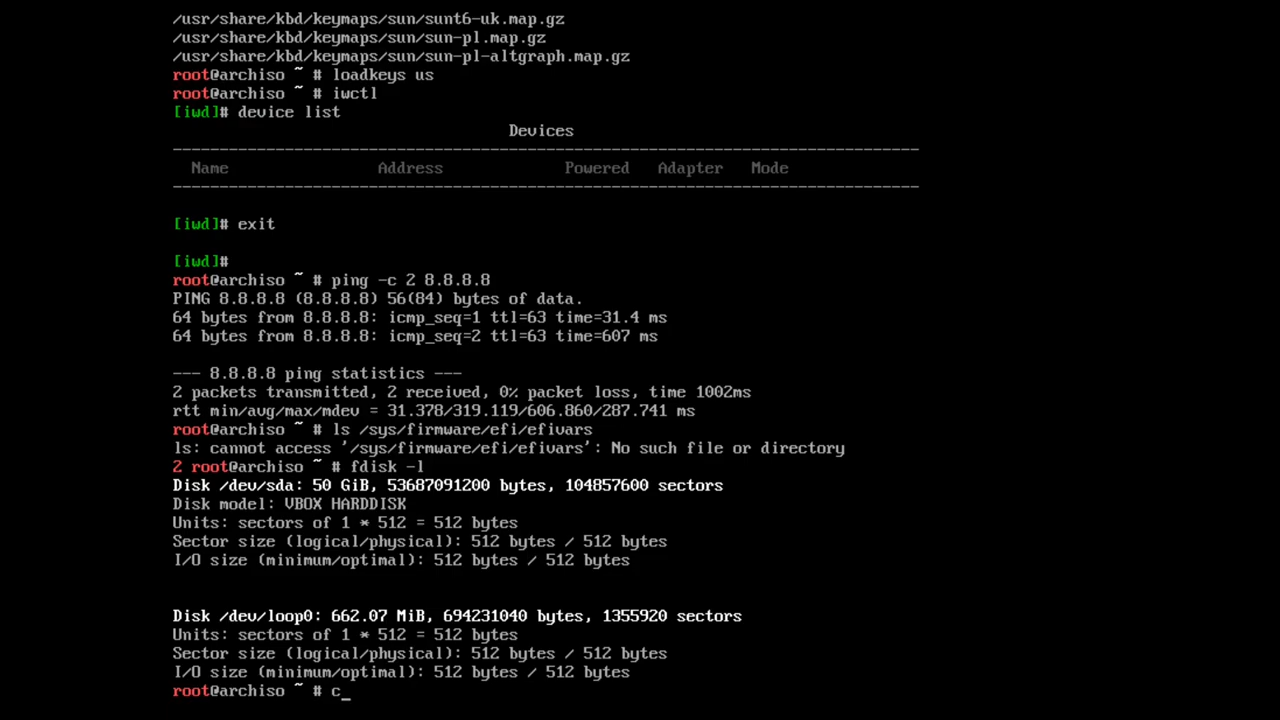 /usr/share/kbd/keymaps/sun/sunt6-uk.map.gz
/usr/share/kbd/keymaps/sun/sun-pl.map.gz
/usr/share/kbd/keymaps/sun/sun-pl-altgraph.map.gz
root@archiso ~ # loadkeys us
root@archiso ~ # iwctl
[iwd]# device list
Devices
--------------------------------------------------------------------------------
Name Address Powered Adapter Mode
--------------------------------------------------------------------------------
[iwd]# exit
[iwd]#
root@archiso ~ # ping -c 2 8.8.8.8
PING 8.8.8.8 (8.8.8.8) 56(84) bytes of data.
64 bytes from 8.8.8.8: icmp_seq=1 ttl=63 time=31.4 ms
64 bytes from 8.8.8.8: icmp_seq=2 ttl=63 time=607 ms
--- 8.8.8.8 ping statistics ---
2 packets transmitted, 2 received, 0% packet loss, time 1002ms
rtt min/avg/max/mdev = 31.378/319.119/606.860/287.741 ms
root@archiso ~ # ls /sys/firmware/efi/efivars
ls: cannot access '/sys/firmware/efi/efivars': No such file or directory
2 root@archiso ~ # fdisk -l
Disk /dev/sda: 50 GiB, 53687091200 bytes, 104857600 sectors
Disk model: VBOX HARDDISK
Units: sectors of 1 * 512 = 512 bytes
Sector size (logical/physical): 512 bytes / 512 bytes
I/O size (minimum/optimal): 512 bytes / 512 bytes
Disk /dev/loop0: 662.07 MiB, 694231040 bytes, 1355920 sectors
Units: sectors of 1 * 512 = 512 bytes
Sector size (logical/physical): 512 bytes / 512 bytes
I/O size (minimum/optimal): 512 bytes / 512 bytes
root@archiso ~ # c_